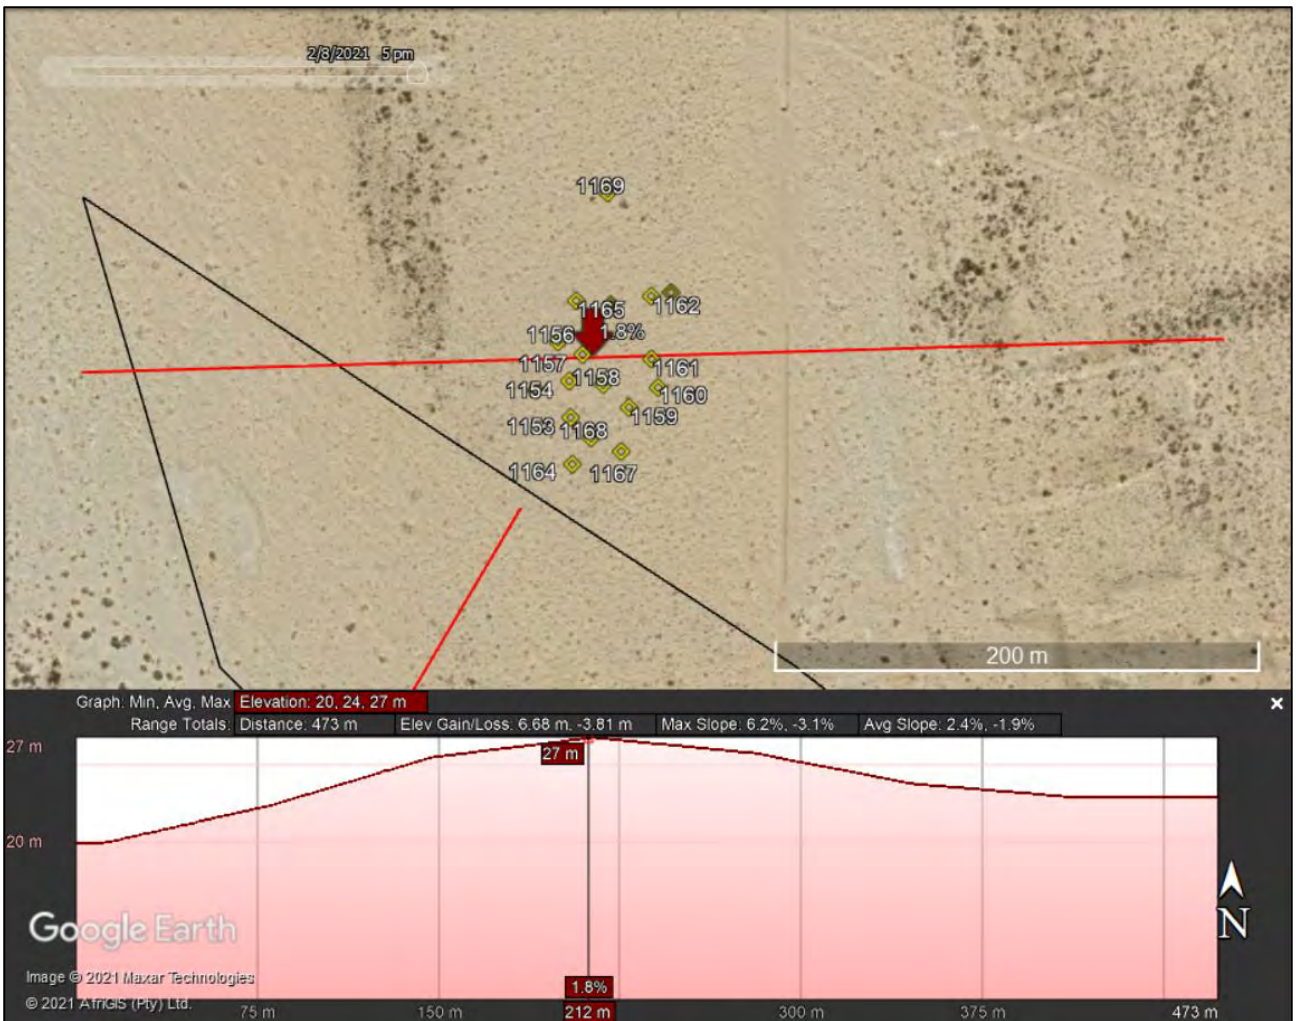 2/8/2021 5 pm
1169
1165
1162
1156
1.8%
1157
1161
1158
1154
1160
1159
1153
1168
1164
1167
200 m
Graph: Min, Avg, Max Elevation: 20, 24, 27 m
Range Totals: Distance: 473 m Elev Gain/Loss: 6.68 m, -3.81 m Max Slope: 6.2%, -3.1% Avg Slope: 2.4%, -1.9%
27 m
27 m
20 m
N
Google Earth
Image © 2021 Maxar Technologies
© 2021 AfriGIS (Pty) Ltd.
1.8%
75 m 150 m 212 m 300 m 375 m 473 m